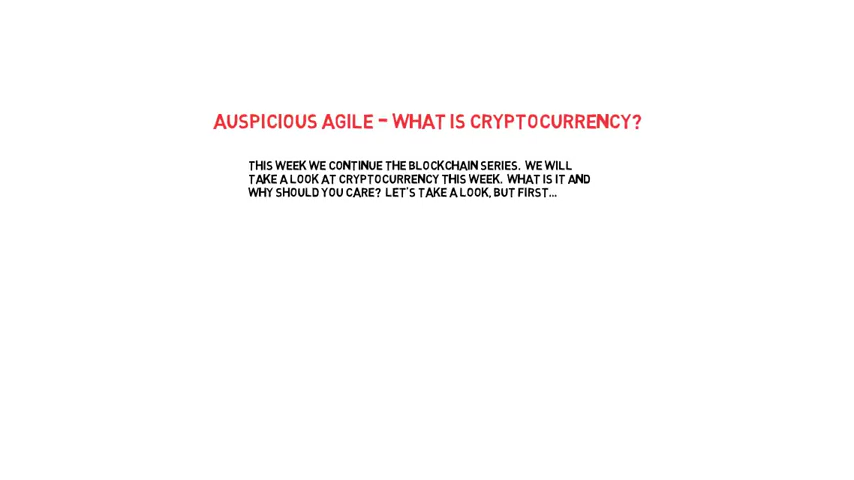 AUSPICIOUS AGILE - WHAT IS CRYPTOCURRENCY?
THIS WEEK WE CONTINUE THE BLOCKCHAIN SERIES. WE WILL
TAKE A LOOK AT CRYPTOCURRENCY THIS WEEK. WHAT IS IT AND
WHY SHOULD YOU CARE? LET'S TAKE A LOOK, BUT FIRST...